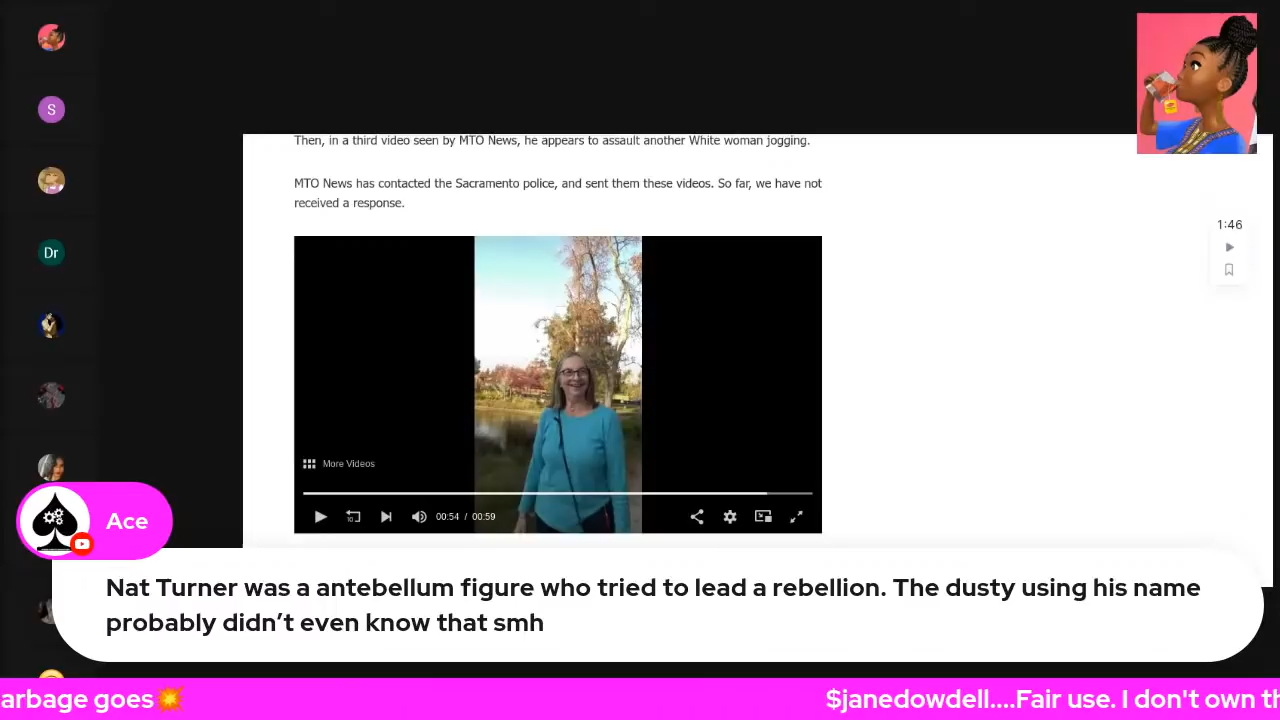 S
Dr
Then, in a third video seen by MTO News, he appears to assault another White woman jogging.
MTO News has contacted the Sacramento police, and sent them these videos. So far, we have not
received a response.
1:46
More Videos
10
00:54 / 00:59
Ace
Nat Turner was a antebellum figure who tried to lead a rebellion. The dusty using his name
probably didn’t even know that smh
arbage goes💥 $janedowdell....Fair use. I don't own th